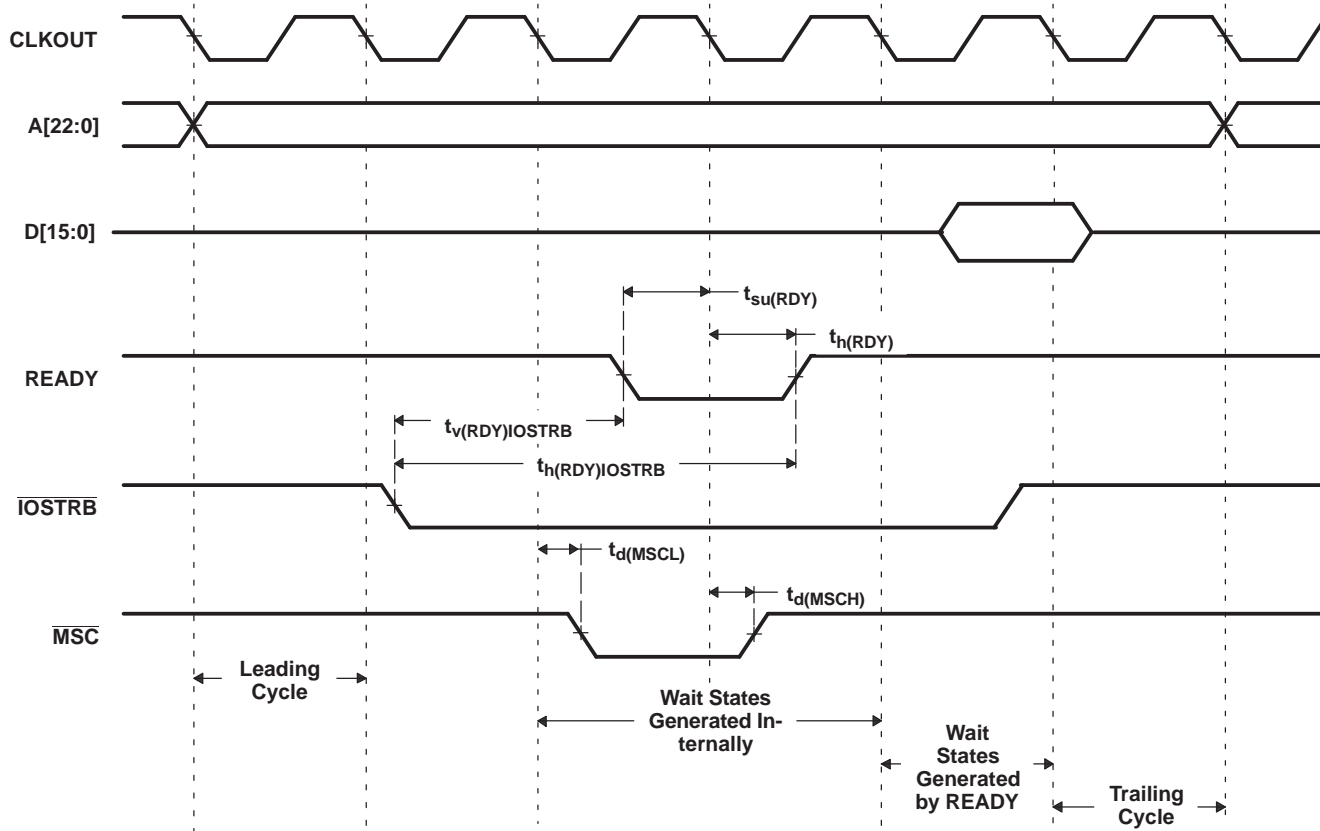 CLKOUT
A[22:0]
D[15:0]
tsu(RDY)
th(RDY)
READY
tv(RDY)IOSTRB
th(RDY)IOSTRB
IOSTRB
td(MSCL)
td(MSCH)
MSC
Leading
Cycle
Wait States
Generated In-
ternally
Wait
States
Generated
by READY
Trailing
Cycle